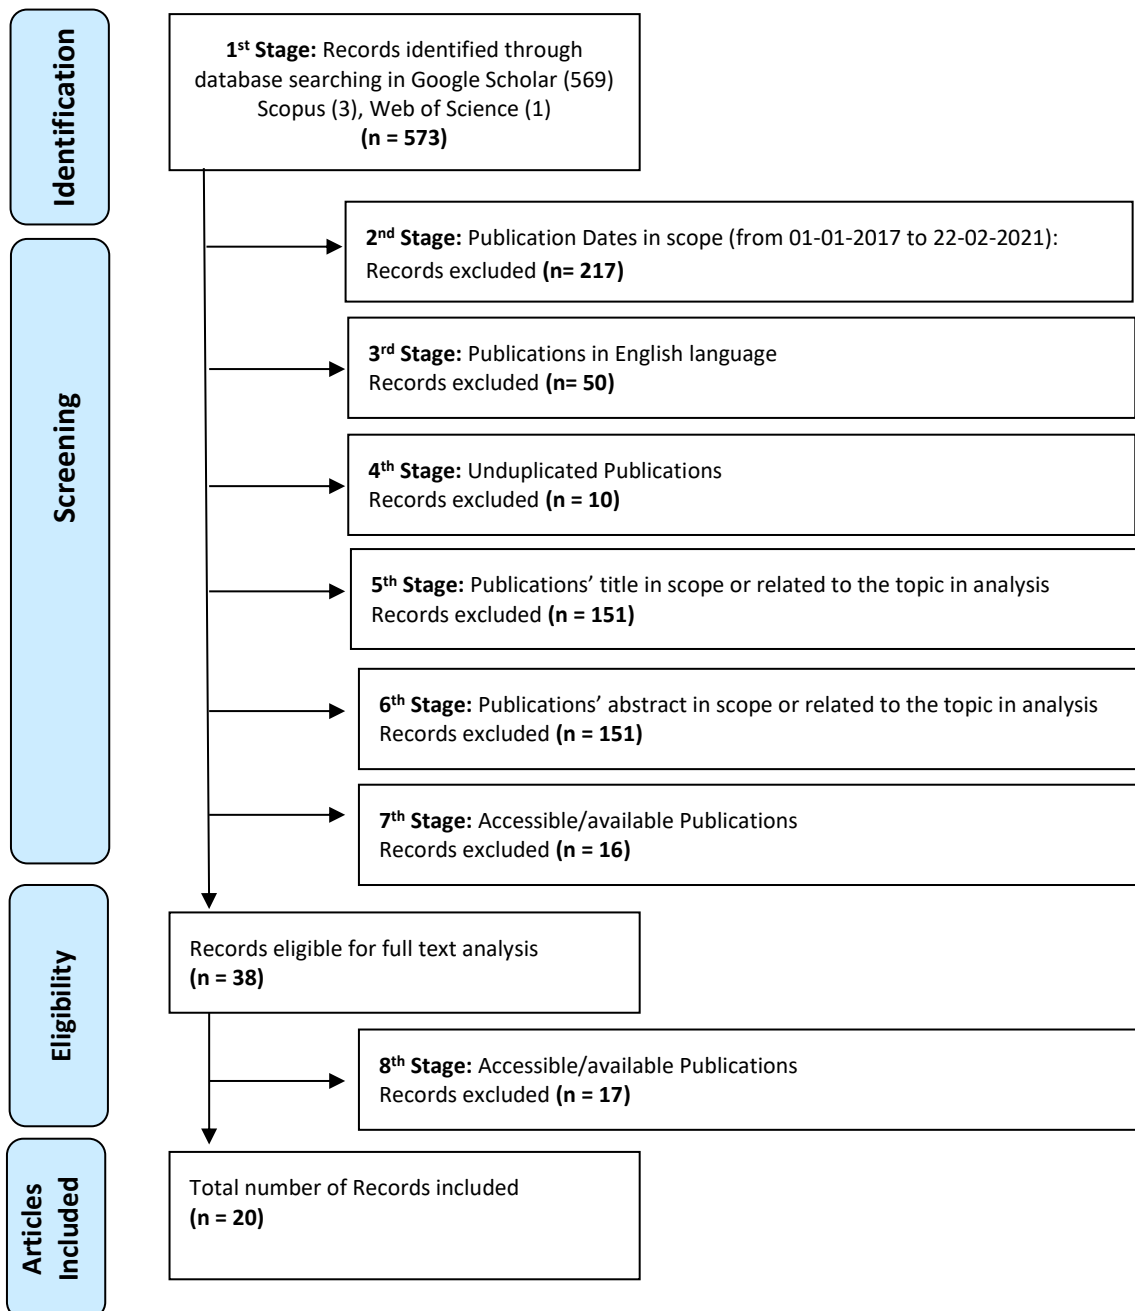 Identification
1st Stage: Records identified through
database searching in Google Scholar (569)
Scopus (3), Web of Science (1)
(n = 573)
Screening
2nd Stage: Publication Dates in scope (from 01-01-2017 to 22-02-2021):
Records excluded (n= 217)
3rd Stage: Publications in English language
Records excluded (n= 50)
4th Stage: Unduplicated Publications
Records excluded (n = 10)
5th Stage: Publications’ title in scope or related to the topic in analysis
Records excluded (n = 151)
6th Stage: Publications’ abstract in scope or related to the topic in analysis
Records excluded (n = 151)
7th Stage: Accessible/available Publications
Records excluded (n = 16)
Eligibility
Records eligible for full text analysis
(n = 38)
8th Stage: Accessible/available Publications
Records excluded (n = 17)
Articles
Included
Total number of Records included
(n = 20)